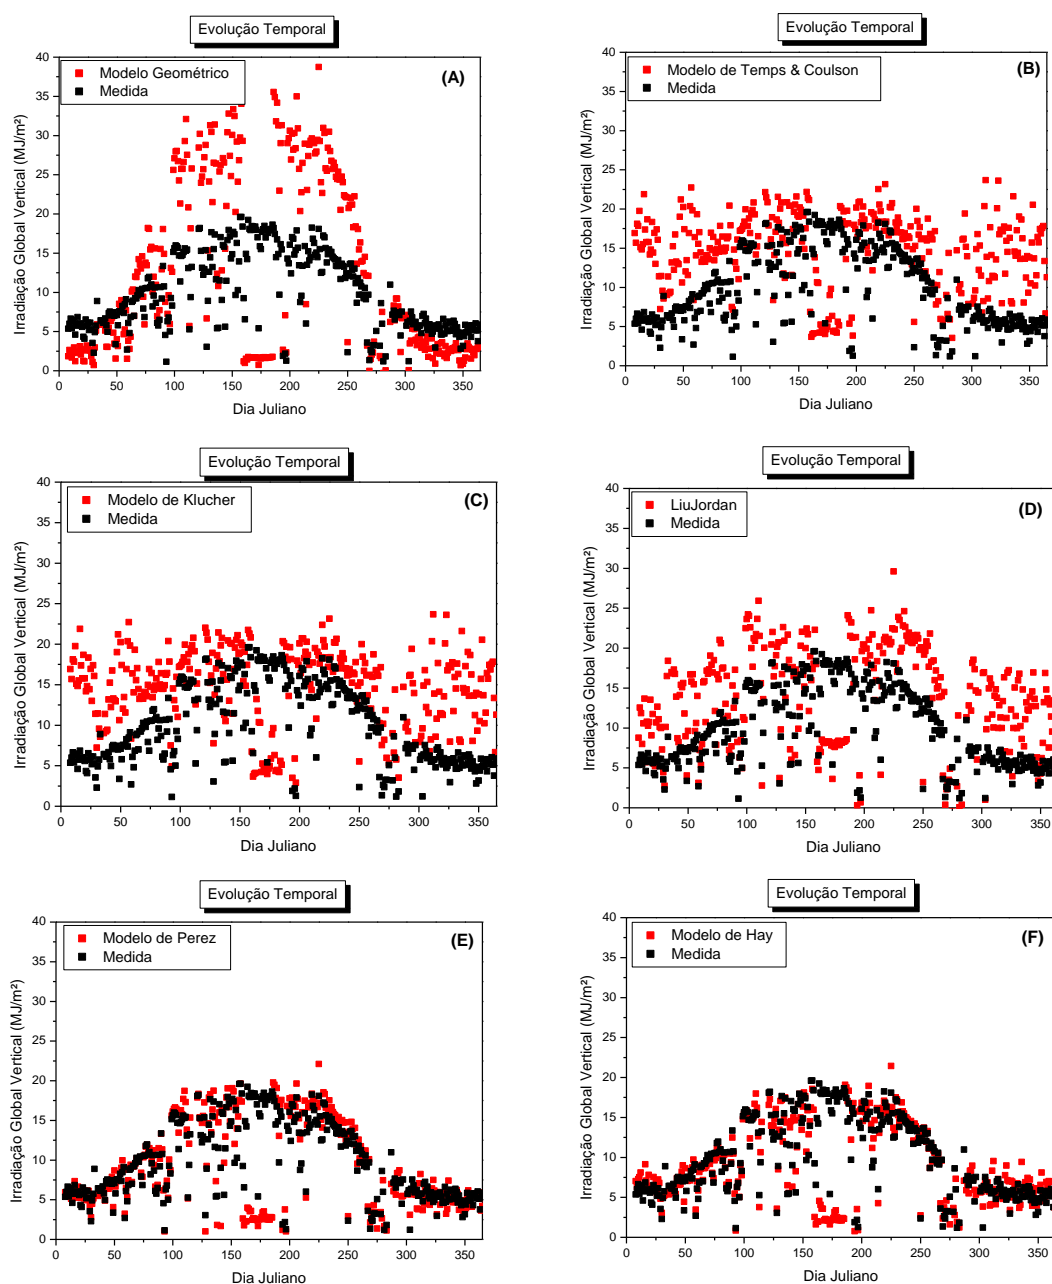 Evolução Temporal
Modelo Geométrico
Medida
(A)
40
35
30
25
20
15
10
5
0
Irradiação Global Vertical (MJ/m²)
0 50 100 150 200 250 300 350
Dia Juliano
Evolução Temporal
Modelo de Temps & Coulson
Medida
(B)
40
35
30
25
20
15
10
5
0
Irradiação Global Vertical (MJ/m²)
0 50 100 150 200 250 300 350
Dia Juliano
Evolução Temporal
Modelo de Klucher
Medida
(C)
40
35
30
25
20
15
10
5
0
Irradiação Global Vertical (MJ/m²)
0 50 100 150 200 250 300 350
Dia Juliano
Evolução Temporal
LiuJordan
Medida
(D)
40
35
30
25
20
15
10
5
0
Irradiação Global Vertical (MJ/m²)
0 50 100 150 200 250 300 350
Dia Juliano
Evolução Temporal
Modelo de Perez
Medida
(E)
40
35
30
25
20
15
10
5
0
Irradiação Global Vertical (MJ/m²)
0 50 100 150 200 250 300 350
Dia Juliano
Evolução Temporal
Modelo de Hay
Medida
(F)
40
35
30
25
20
15
10
5
0
Irradiação Global Vertical (MJ/m²)
0 50 100 150 200 250 300 350
Dia Juliano